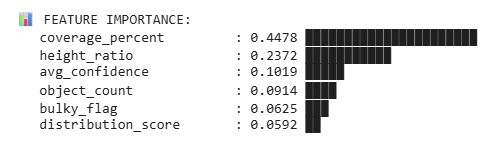 📊 FEATURE IMPORTANCE:
coverage_percent : 0.4478 ██████████████████████
height_ratio : 0.2372 ███████████
avg_confidence : 0.1019 █████
object_count : 0.0914 ████
bulky_flag : 0.0625 ███
distribution_score : 0.0592 ██